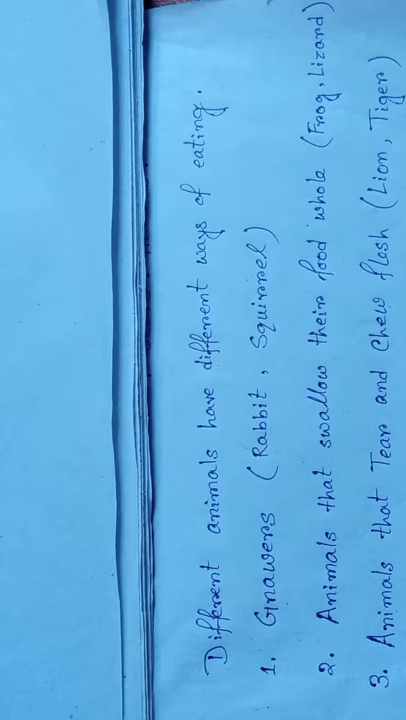 Different animals have different ways of eating.
1. Gnawers (Rabbit, Squirrel)
2. Animals that swallow their food whole (Frog, Lizard)
3. Animals that Tear and Chew flesh (Lion, Tiger)